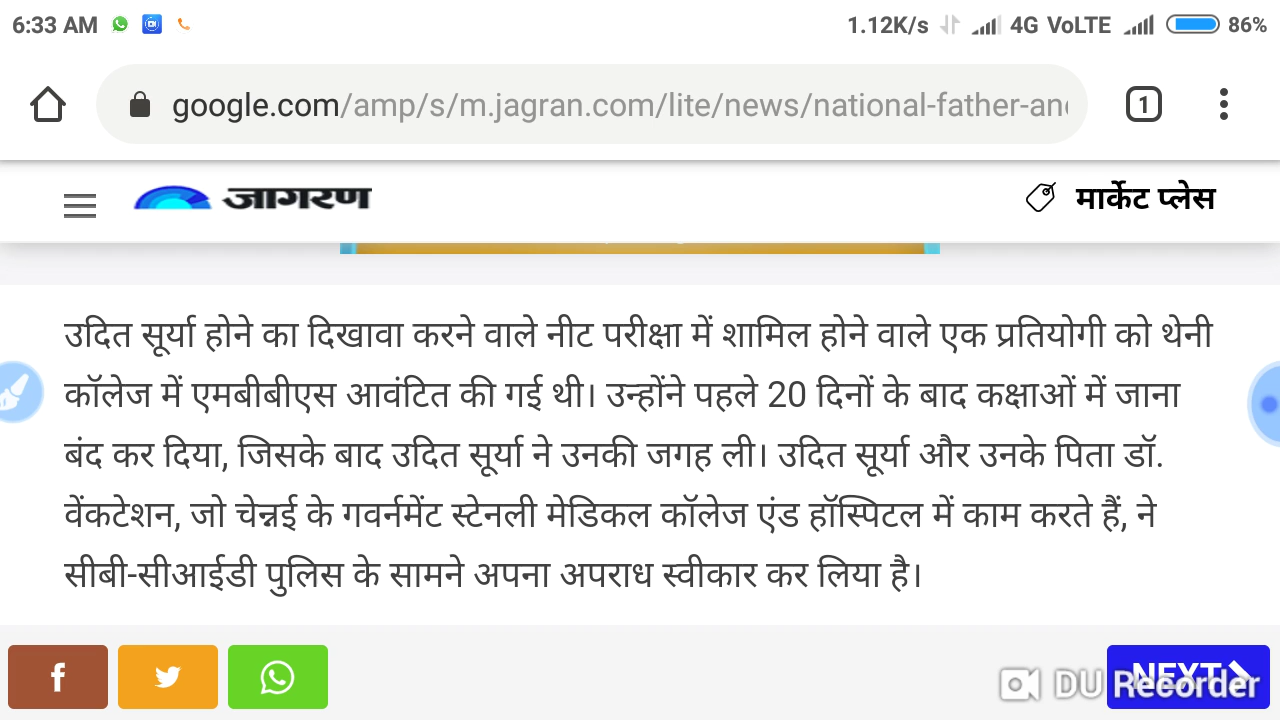 6:33 AM 1.12K/s 4G VoLTE 86%
google.com/amp/s/m.jagran.com/lite/news/national-father-an
1
जागरण मार्केट प्लेस
उदित सूर्या होने का दिखावा करने वाले नीट परीक्षा में शामिल होने वाले एक प्रतियोगी को थेनी
कॉलेज में एमबीबीएस आवंटित की गई थी। उन्होंने पहले 20 दिनों के बाद कक्षाओं में जाना
बंद कर दिया, जिसके बाद उदित सूर्या ने उनकी जगह ली। उदित सूर्या और उनके पिता डॉ.
वेंकटेशन, जो चेन्नई के गवर्नमेंट स्टेनली मेडिकल कॉलेज एंड हॉस्पिटल में काम करते हैं, ने
सीबी-सीआईडी पुलिस के सामने अपना अपराध स्वीकार कर लिया है।
NEXT
DU Recorder